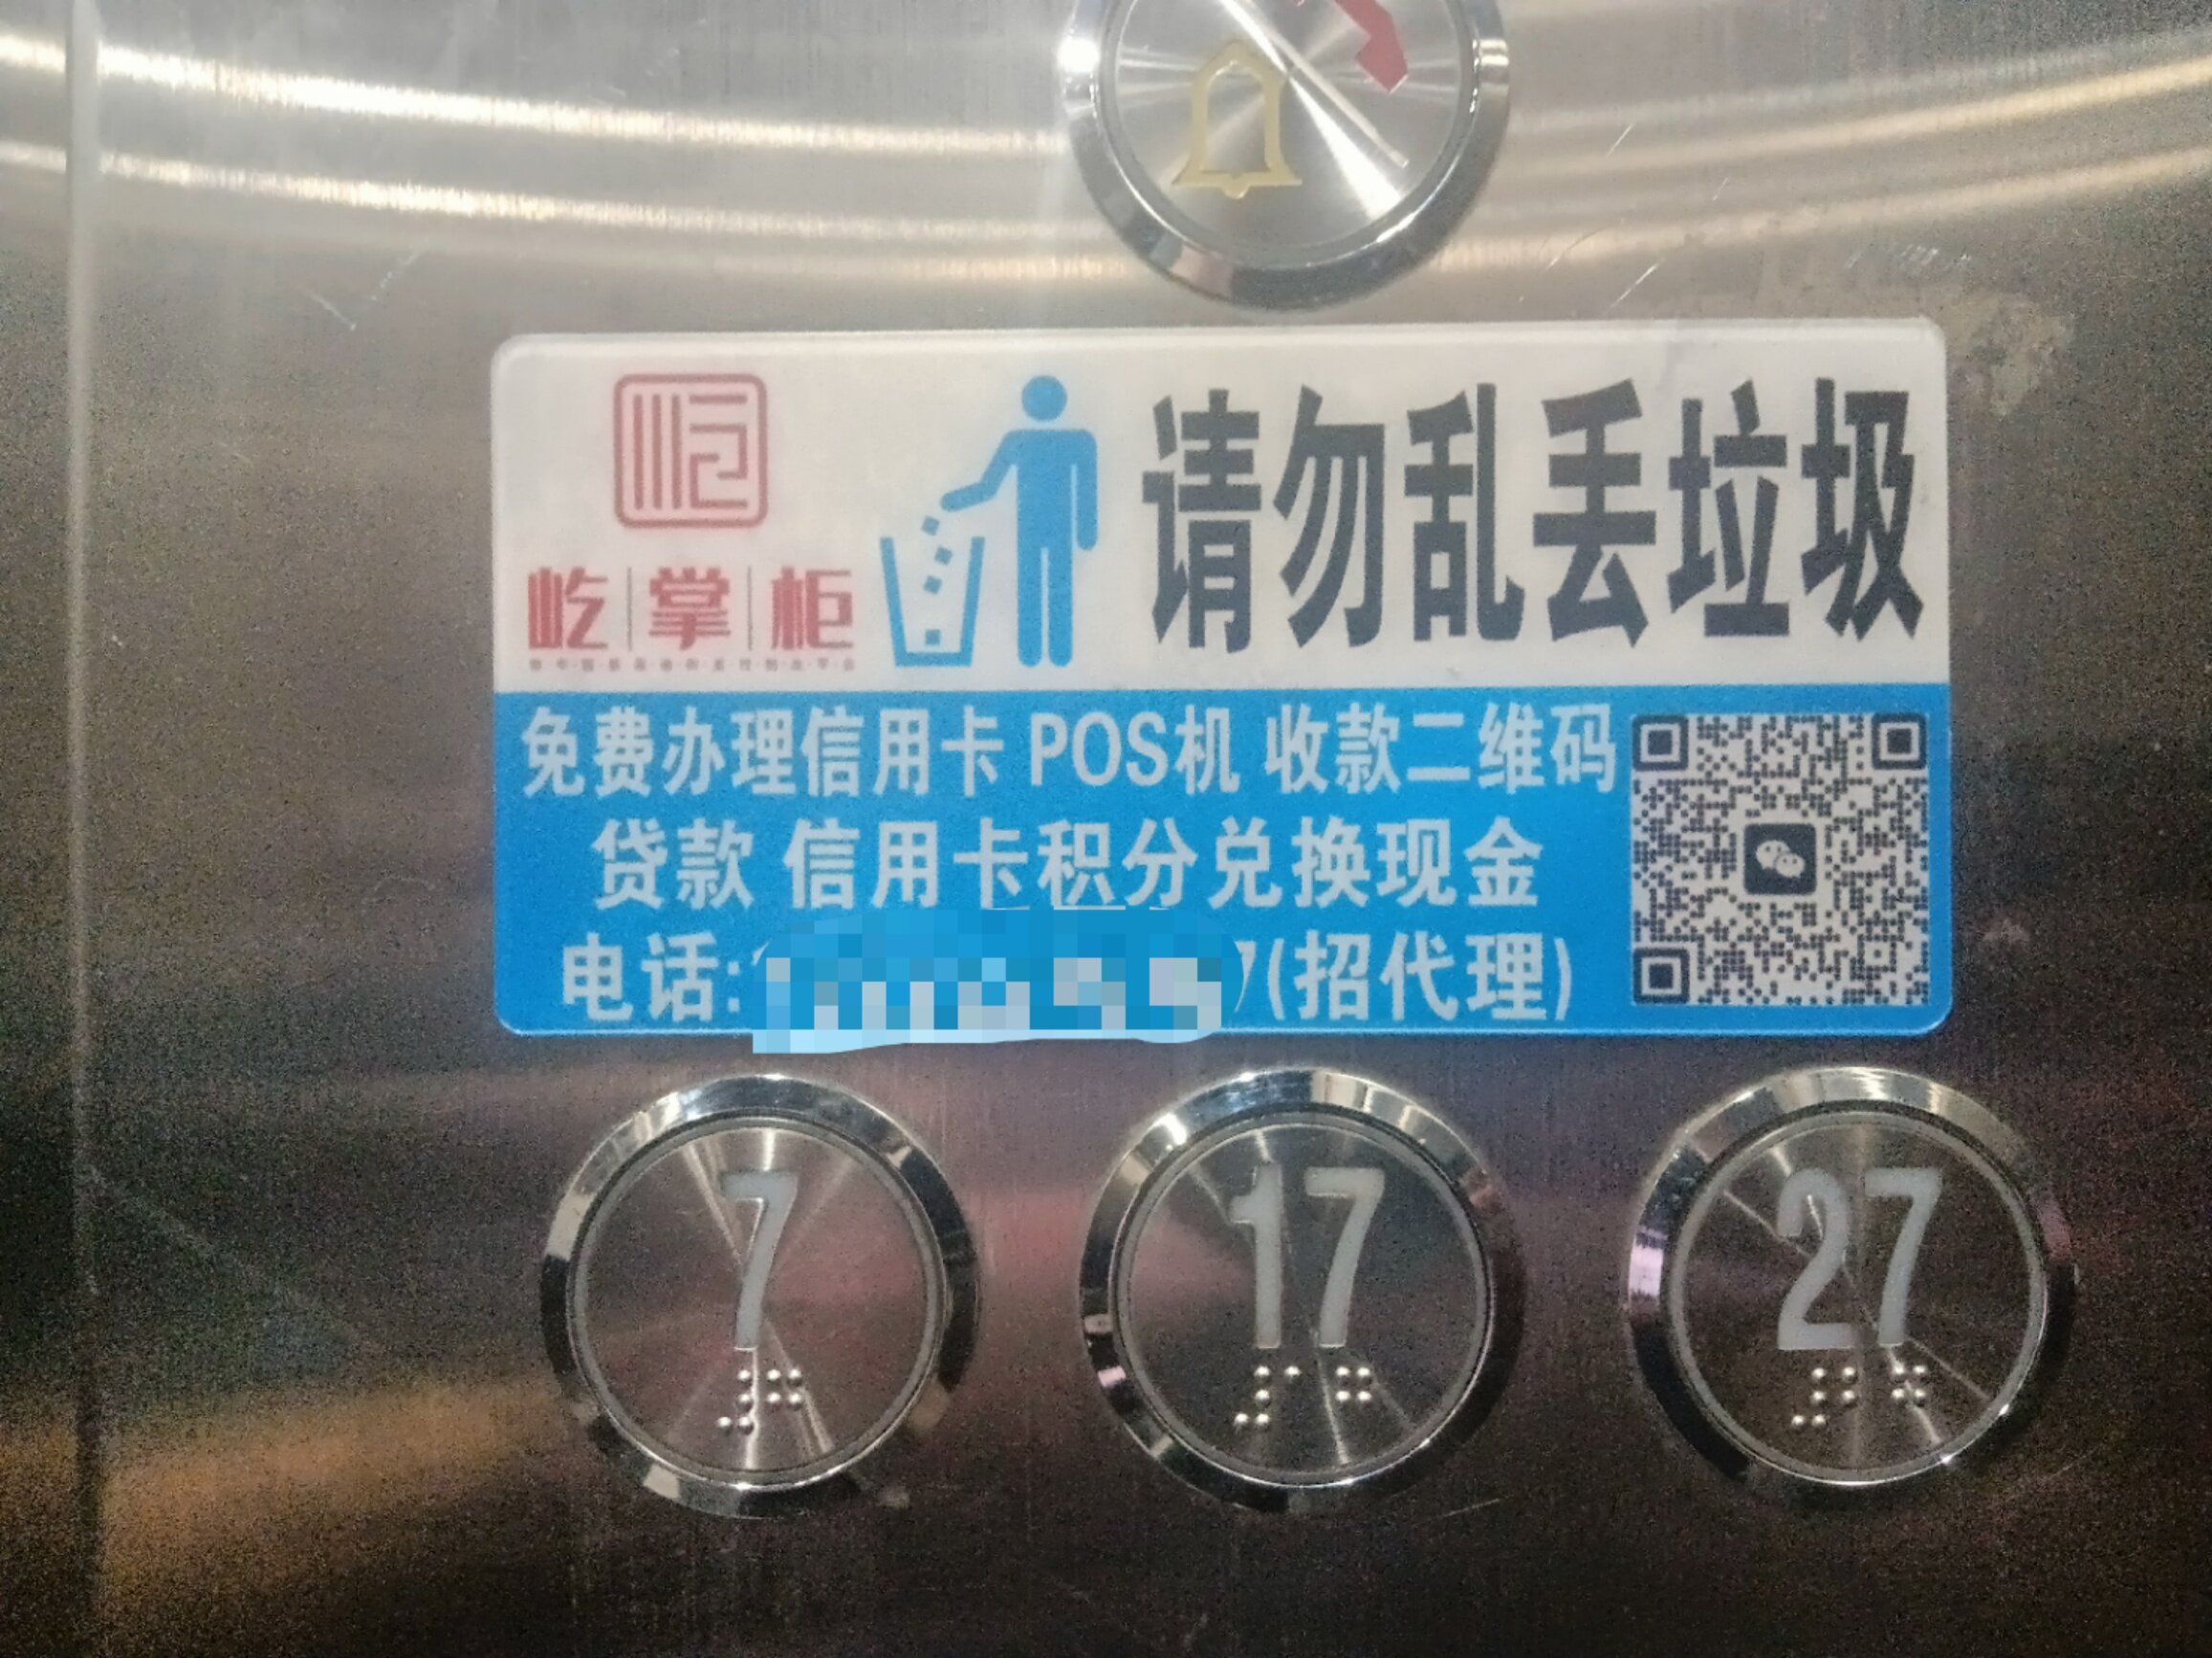 请勿乱丢垃圾
屹掌柜
免费办理信用卡 POS机 收款二维码
贷款 信用卡积分兑换现金
电话: 7(招代理)
7 17 27